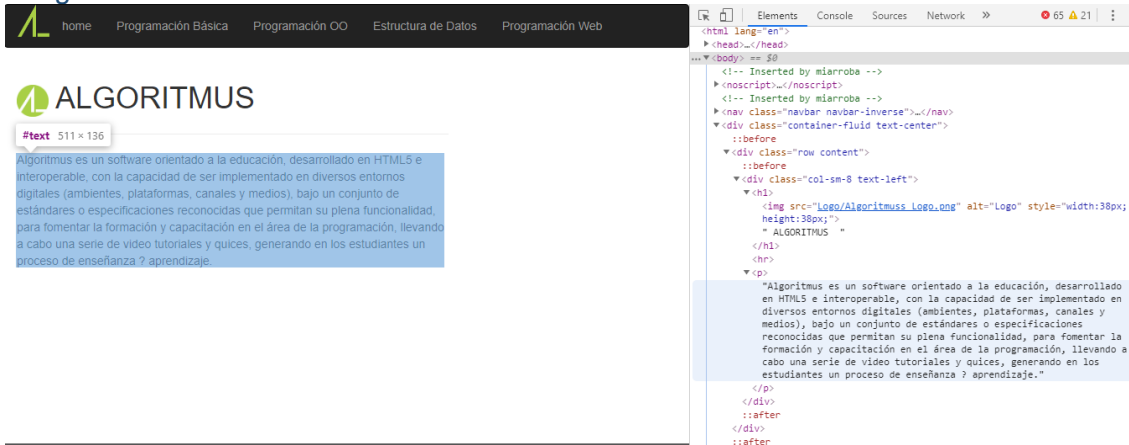 home Programación Básica Programación OO Estructura de Datos Programación Web
ALGORITMUS
#text 511 × 136
Algoritmus es un software orientado a la educación, desarrollado en HTML5 e
interoperable, con la capacidad de ser implementado en diversos entornos
digitales (ambientes, plataformas, canales y medios), bajo un conjunto de
estándares o especificaciones reconocidas que permitan su plena funcionalidad,
para fomentar la formación y capacitación en el área de la programación, llevando
a cabo una serie de video tutoriales y quices, generando en los estudiantes un
proceso de enseñanza ? aprendizaje.
Elements Console Sources Network » 65 21
<html lang="en">
<head>…</head>
<body> == $0
<!-- Inserted by miarroba -->
<noscript>…</noscript>
<!-- Inserted by miarroba -->
<nav class="navbar navbar-inverse">…</nav>
<div class="container-fluid text-center">
::before
<div class="row content">
::before
<div class="col-sm-8 text-left">
<h1>
<img src="Logo/Algoritmuss Logo.png" alt="Logo" style="width:38px;
height:38px;">
" ALGORITMUS "
</h1>
<hr>
<p>
"Algoritmus es un software orientado a la educación, desarrollado
en HTML5 e interoperable, con la capacidad de ser implementado en
diversos entornos digitales (ambientes, plataformas, canales y
medios), bajo un conjunto de estándares o especificaciones
reconocidas que permitan su plena funcionalidad, para fomentar la
formación y capacitación en el área de la programación, llevando a
cabo una serie de video tutoriales y quices, generando en los
estudiantes un proceso de enseñanza ? aprendizaje."
</p>
</div>
::after
</div>
::after